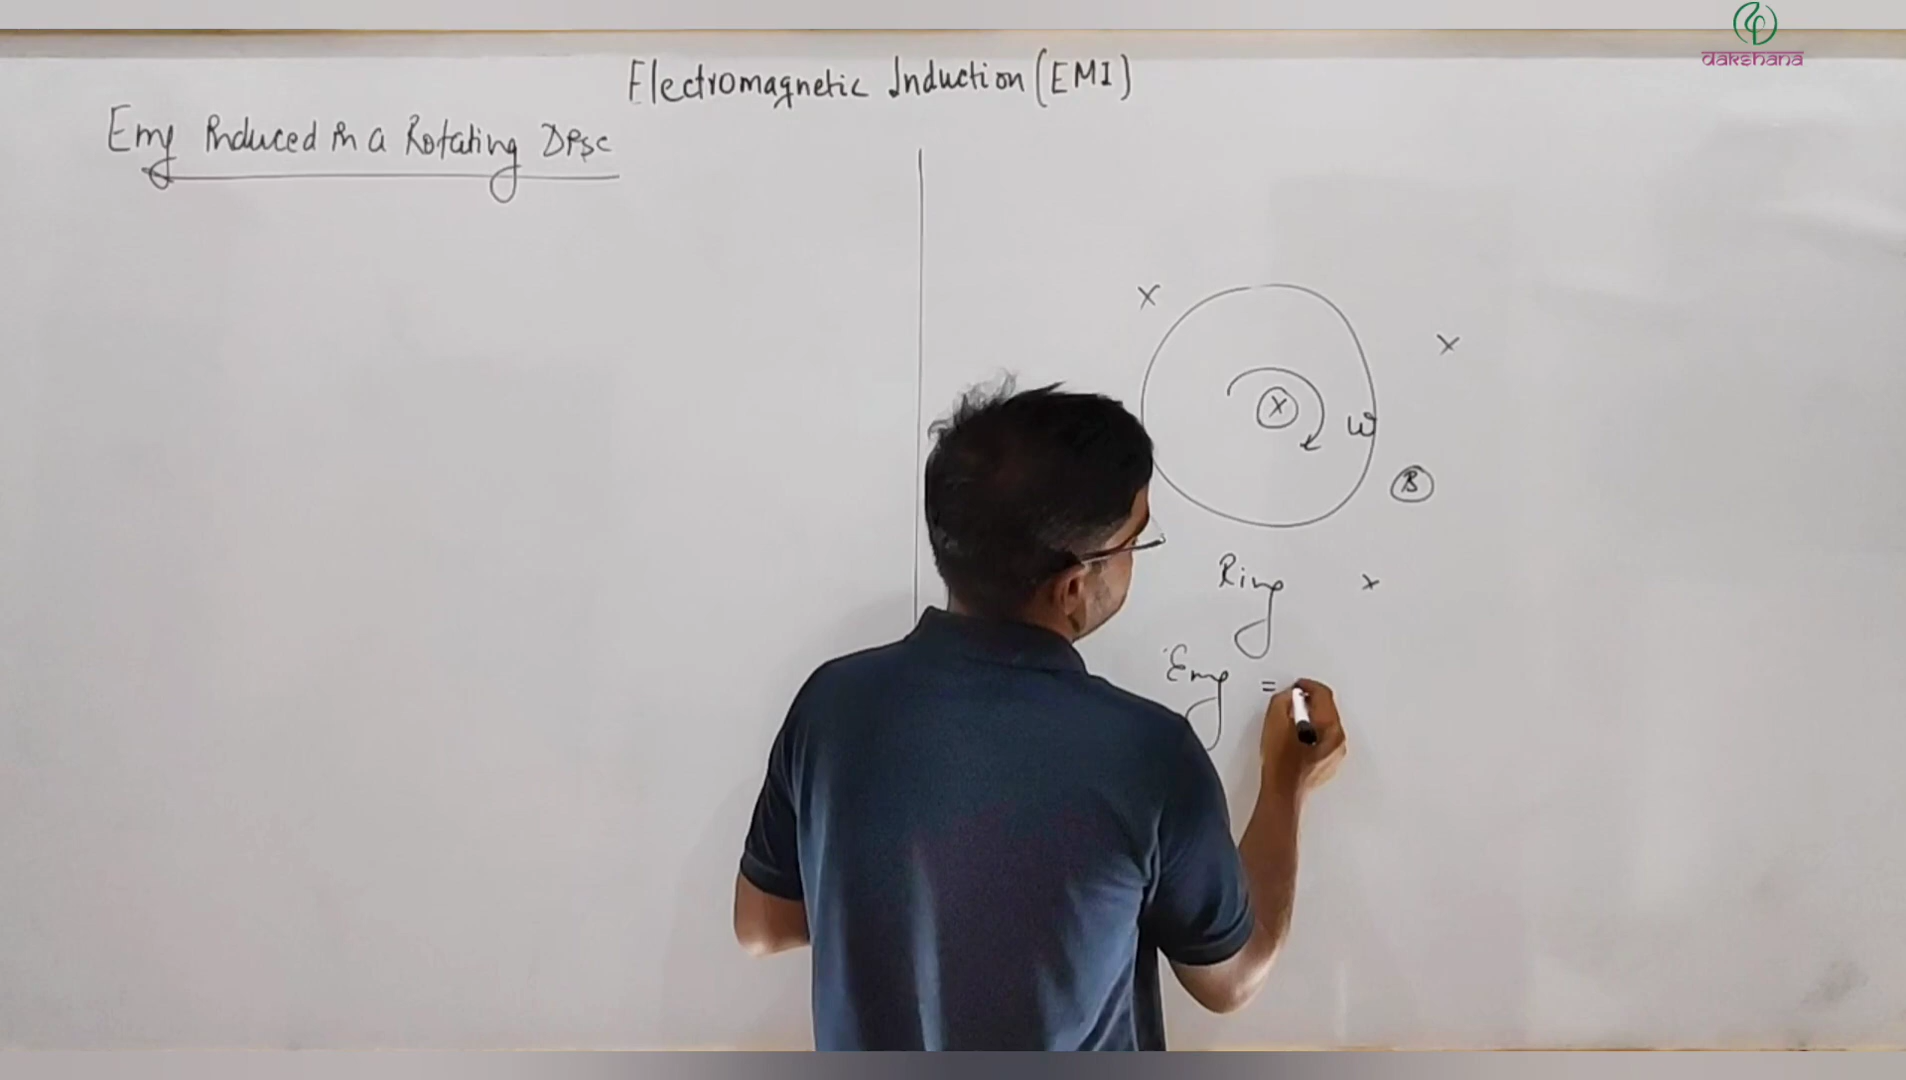 dakshana
Electromagnetic Induction (EMI)
Emf induced in a Rotating Disc
x
x
x
ω
B
Ring
x
Emf =